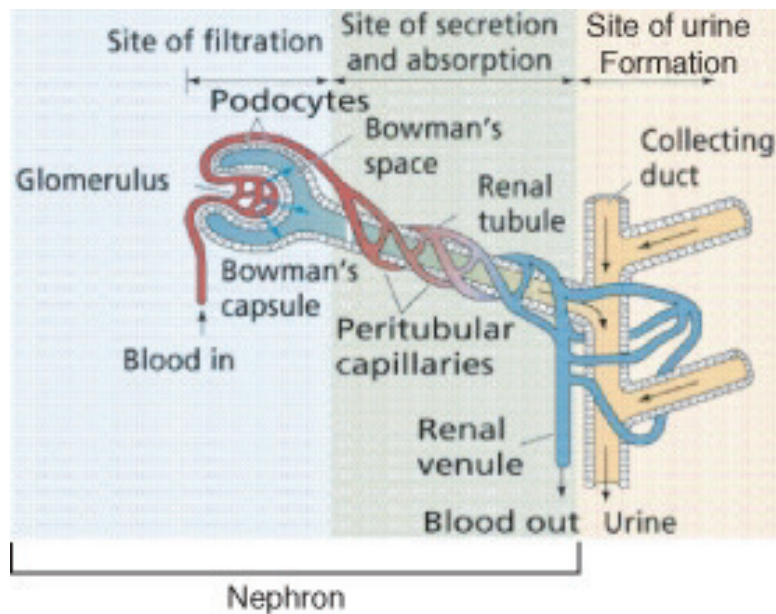 Site of filtration
Site of secretion
and absorption
Site of urine
Formation
Podocytes
Bowman's
space
Glomerulus
Renal
tubule
Collecting
duct
Bowman's
capsule
Peritubular
capillaries
Blood in
Renal
venule
Blood out
Urine
Nephron